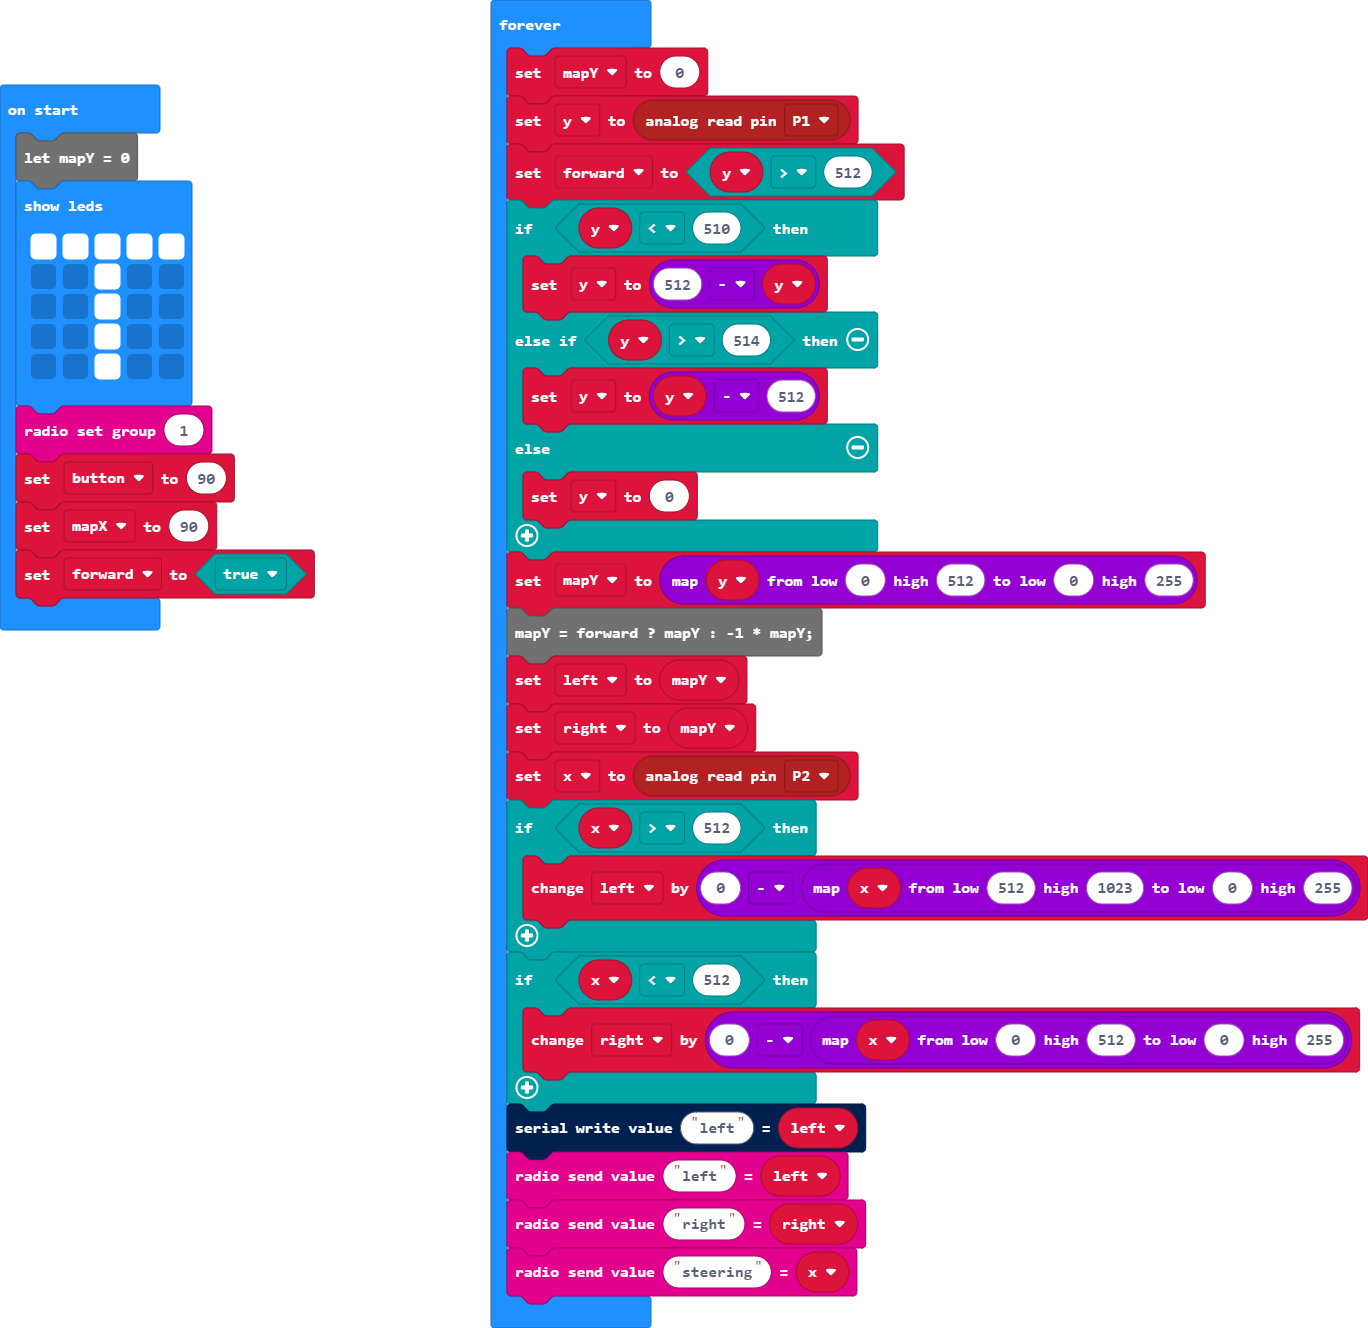 on start
let mapY = 0
show leds
radio set group 1
set button to 90
set mapX to 90
set forward to true
forever
set mapY to 0
set y to analog read pin P1
set forward to y > 512
if y < 510 then
set y to 512 - y
else if y > 514 then
set y to y - 512
else
set y to 0
set mapY to map y from low 0 high 512 to low 0 high 255
mapY = forward ? mapY : -1 * mapY;
set left to mapY
set right to mapY
set x to analog read pin P2
if x > 512 then
change left by 0 - map x from low 512 high 1023 to low 0 high 255
if x < 512 then
change right by 0 - map x from low 0 high 512 to low 0 high 255
serial write value "left" = left
radio send value "left" = left
radio send value "right" = right
radio send value "steering" = x